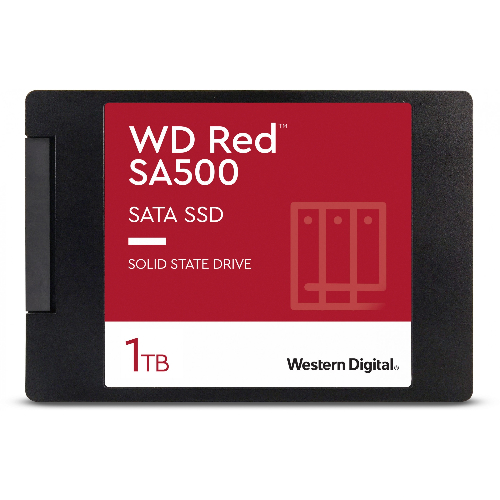 WD Red™
SA500
SATA SSD
SOLID STATE DRIVE
1TB
Western Digital®